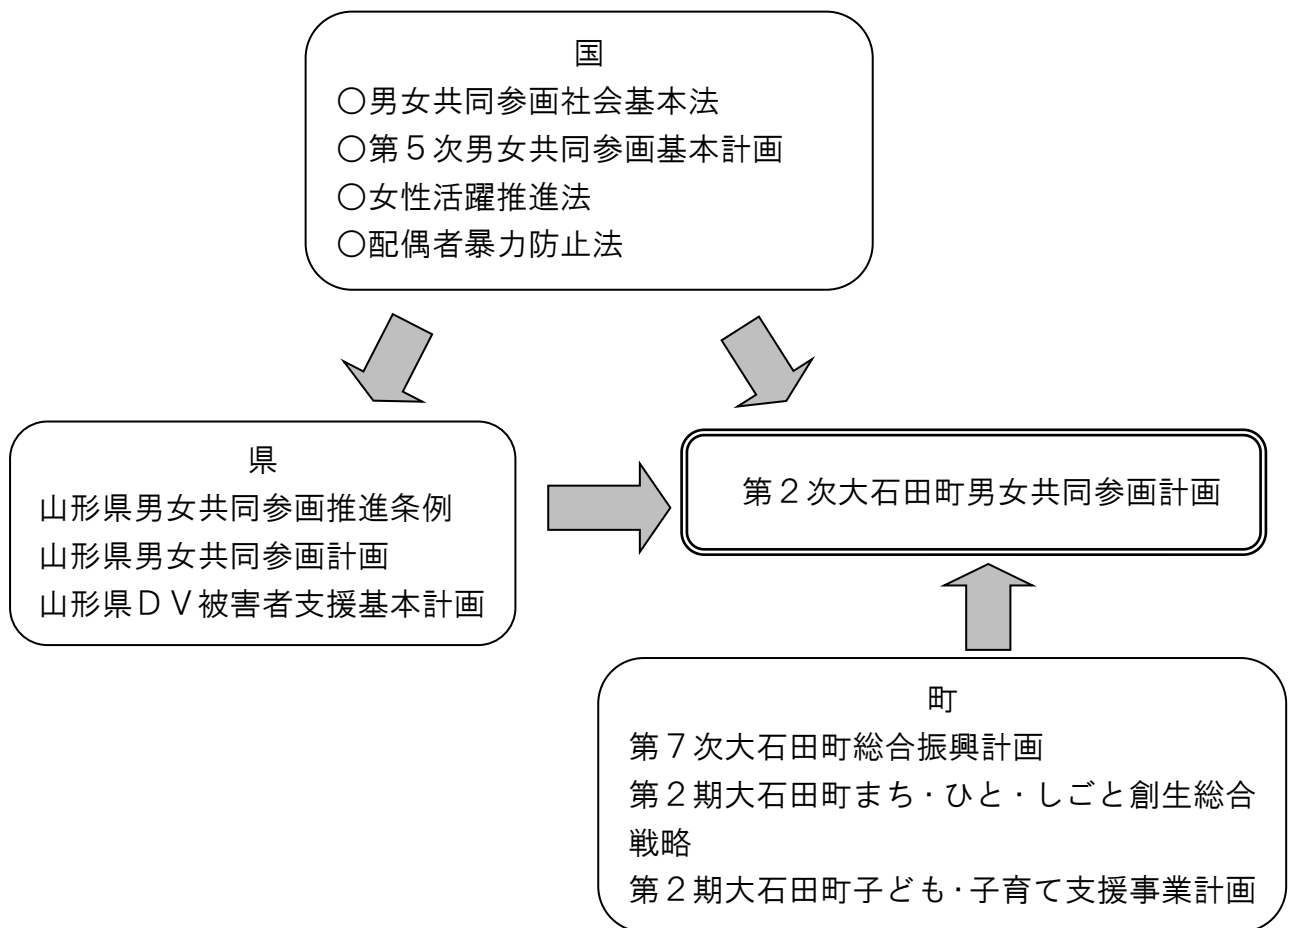 国
〇男女共同参画社会基本法
〇第５次男女共同参画基本計画
〇女性活躍推進法
〇配偶者暴力防止法
県
山形県男女共同参画推進条例
山形県男女共同参画計画
山形県ＤＶ被害者支援基本計画
第２次大石田町男女共同参画計画
町
第７次大石田町総合振興計画
第２期大石田町まち・ひと・しごと創生総合
戦略
第２期大石田町子ども・子育て支援事業計画